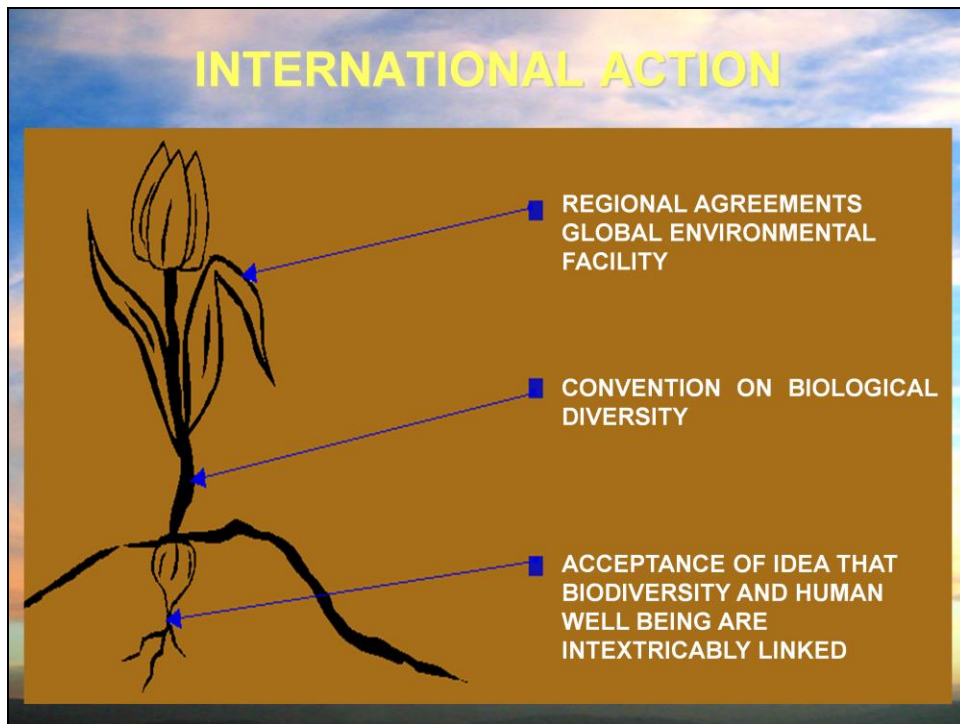 INTERNATIONAL ACTION
REGIONAL AGREEMENTS
GLOBAL ENVIRONMENTAL
FACILITY
CONVENTION ON BIOLOGICAL
DIVERSITY
ACCEPTANCE OF IDEA THAT
BIODIVERSITY AND HUMAN
WELL BEING ARE
INTEXTRICABLY LINKED